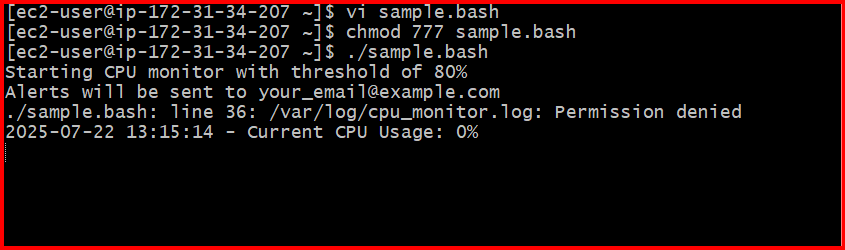 [ec2-user@ip-172-31-34-207 ~]$ vi sample.bash
[ec2-user@ip-172-31-34-207 ~]$ chmod 777 sample.bash
[ec2-user@ip-172-31-34-207 ~]$ ./sample.bash
Starting CPU monitor with threshold of 80%
Alerts will be sent to your_email@example.com
./sample.bash: line 36: /var/log/cpu_monitor.log: Permission denied
2025-07-22 13:15:14 - Current CPU Usage: 0%